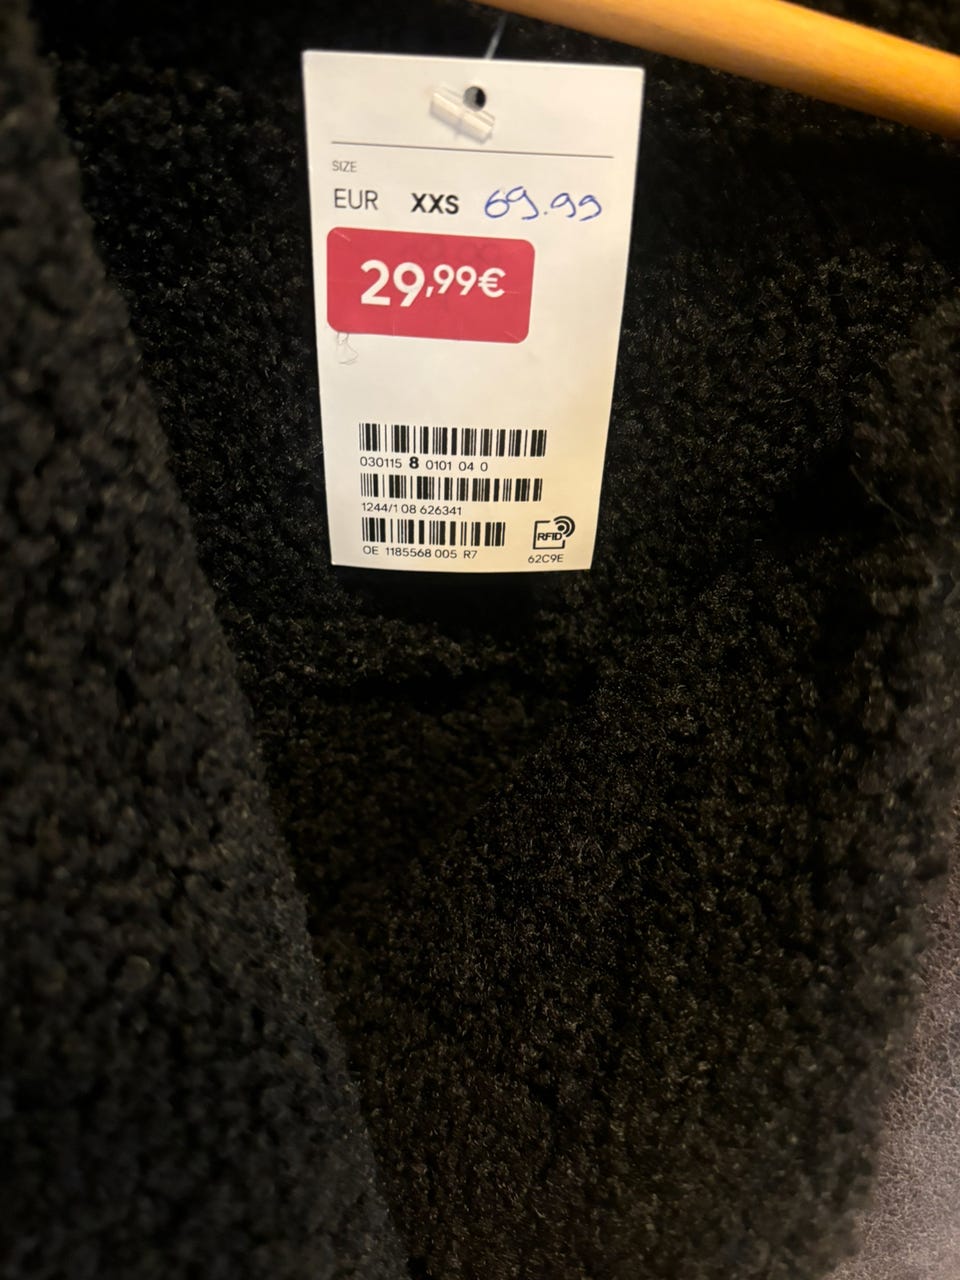 SIZE
EUR XXS 69.99
29,99€
030115 8 0101 04 0
1244/1 08 626341
OE 1185568 005 R7
RFID
62C9E